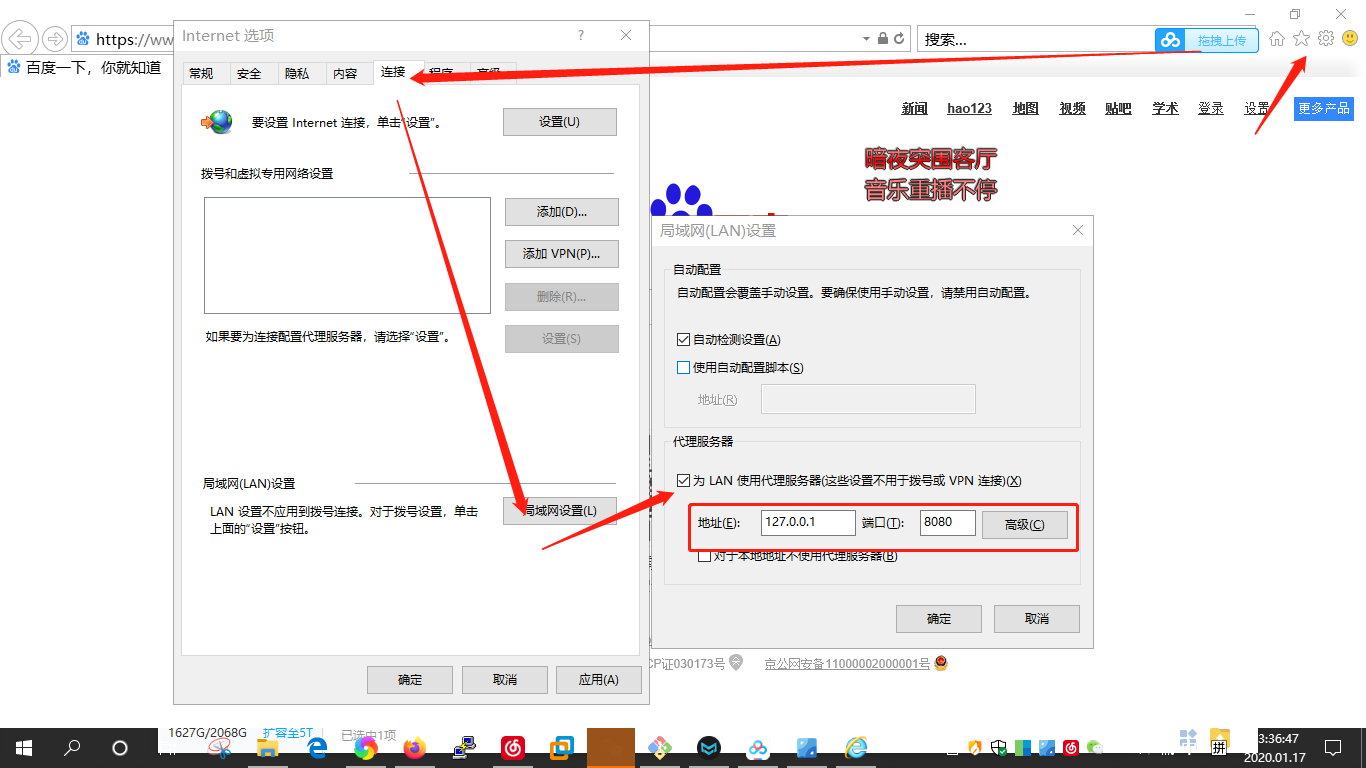 Internet 选项
?
https://ww
搜索...
拖拽上传
百度一下，你就知道
常规
安全
隐私
内容
连接
新闻
hao123
地图
视频
贴吧
学术
登录
设置
更多产品
要设置 Internet 连接，单击“设置”。
设置(U)
拨号和虚拟专用网络设置
添加(D)...
添加 VPN(P)...
删除(R)...
设置(S)
如果要为连接配置代理服务器，请选择“设置”。
局域网(LAN)设置
LAN 设置不应用到拨号连接。对于拨号设置，单击
上面的“设置”按钮。
局域网设置(L)
确定
取消
应用(A)
暗夜突围客厅
音乐重播不停
局域网(LAN)设置
自动配置
自动配置会覆盖手动设置。要确保使用手动设置，请禁用自动配置。
自动检测设置(A)
使用自动配置脚本(S)
地址(R)
代理服务器
为 LAN 使用代理服务器(这些设置不用于拨号或 VPN 连接)(X)
地址(E):
127.0.0.1
端口(T):
8080
高级(C)
对于本地地址不使用代理服务器(B)
确定
取消
CP证030173号
京公网安备11000002000001号
1627G/2068G
扩容至5T
已选中1项
拼
3:36:47
2020.01.17